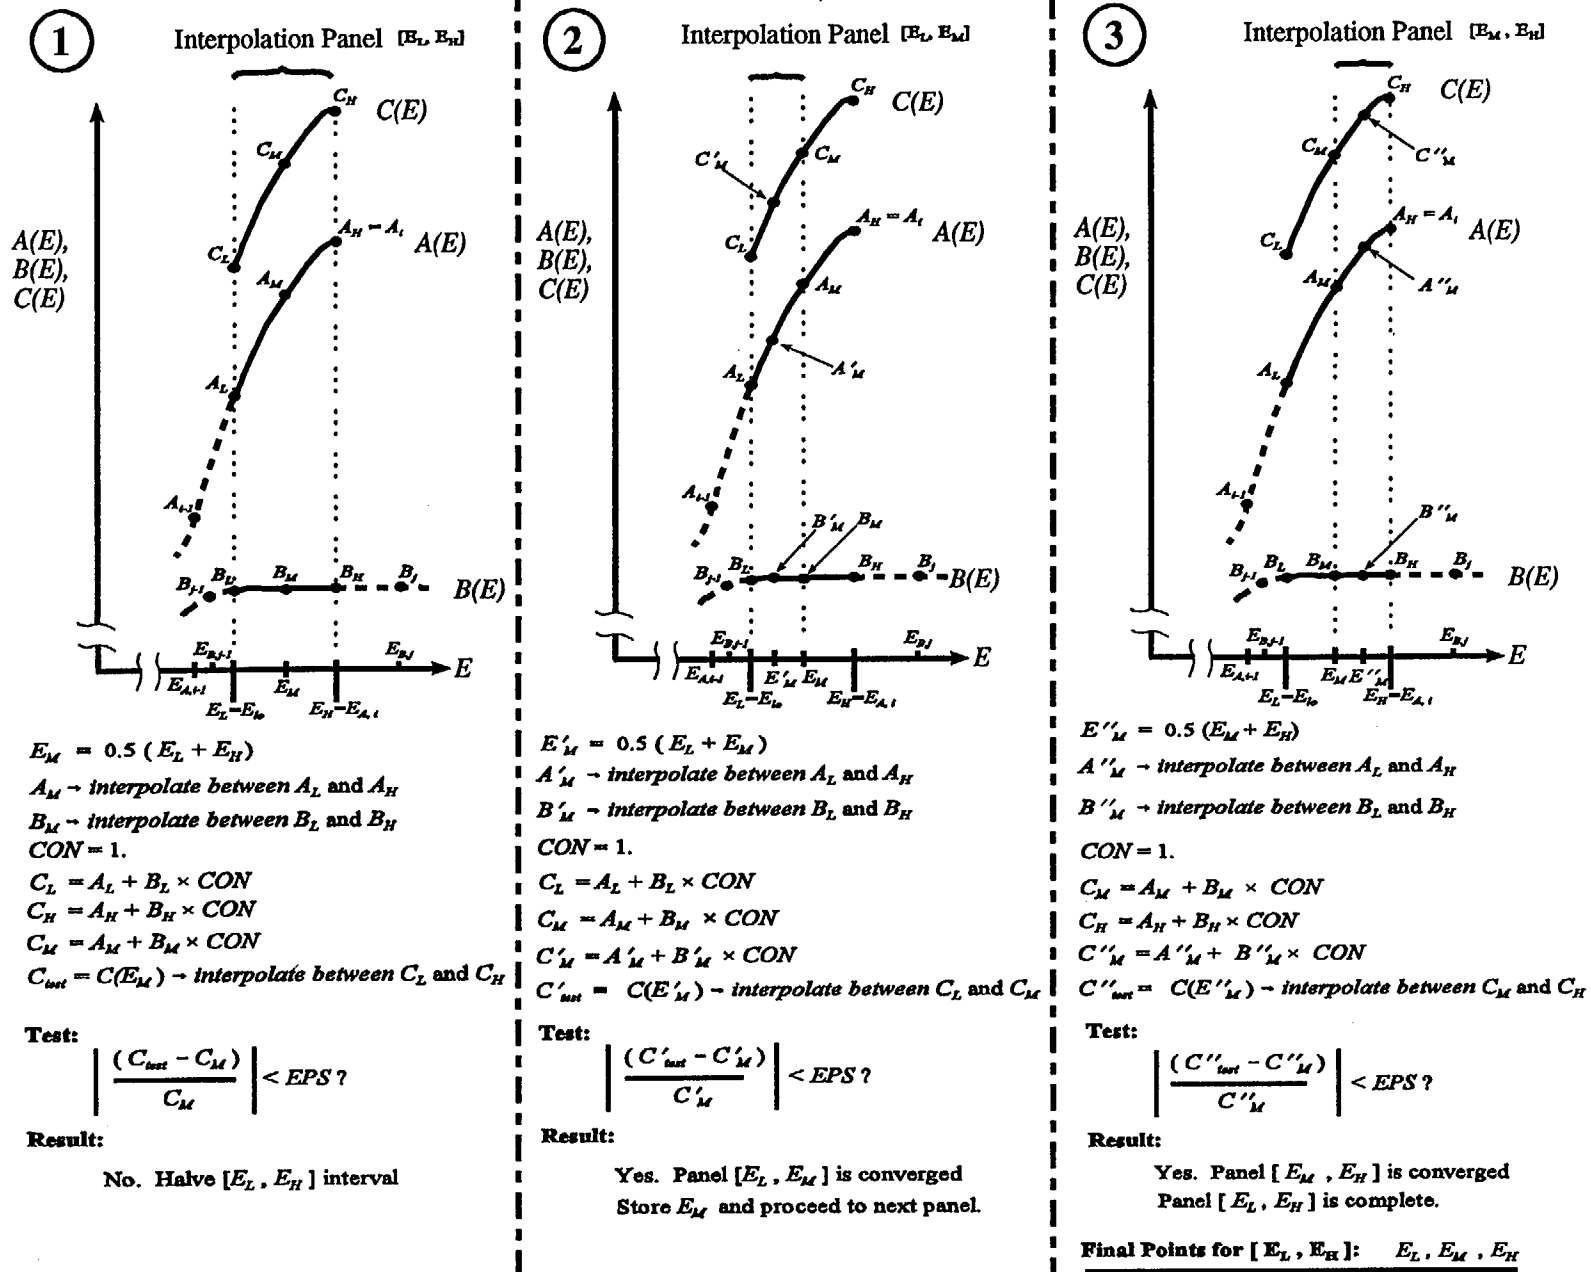 1
Interpolation Panel [E_L, E_H]
C_H
C(E)
C_M
C_L
A_H = A_i
A(E)
A_M
A_L
A(E),
B(E),
C(E)
A_i-1
B_j-1
B_L
B_M
B_H
B_j
B(E)
E_B,j-1
E_B,j
E
E_A,i-1
E_M
E_L=E_lo
E_H=E_A,i
E_M = 0.5 ( E_L + E_H )
A_M → interpolate between A_L and A_H
B_M → interpolate between B_L and B_H
CON = 1.
C_L = A_L + B_L × CON
C_H = A_H + B_H × CON
C_M = A_M + B_M × CON
C_test = C(E_M) → interpolate between C_L and C_H
Test:
| (C_test - C_M) / C_M | < EPS ?
Result:
No. Halve [E_L , E_H ] interval
2
Interpolation Panel [E_L, E_M]
C_H
C(E)
C'_M
C_M
C_L
A_H = A_i
A(E)
A_M
A'_M
A_L
A(E),
B(E),
C(E)
A_i-1
B'_M
B_M
B_j-1
B_L
B_H
B_j
B(E)
E_B,j-1
E_B,j
E
E_A,i-1
E'_M
E_M
E_L=E_lo
E_H=E_A,i
E'_M = 0.5 ( E_L + E_M )
A'_M → interpolate between A_L and A_H
B'_M → interpolate between B_L and B_H
CON = 1.
C_L = A_L + B_L × CON
C_M = A_M + B_M × CON
C'_M = A'_M + B'_M × CON
C'_test = C(E'_M ) → interpolate between C_L and C_M
Test:
| (C'_test - C'_M ) / C'_M | < EPS ?
Result:
Yes. Panel [E_L , E_M ] is converged
Store E_M and proceed to next panel.
3
Interpolation Panel [E_M , E_H]
C_H
C(E)
C_M
C''_M
C_L
A_H = A_i
A(E)
A_M
A''_M
A_L
A(E),
B(E),
C(E)
A_i-1
B''_M
B_j-1
B_L
B_M
B_H
B_j
B(E)
E_B,j-1
E_B,j
E
E_A,i-1
E_M
E''_M
E_L=E_lo
E_H=E_A,i
E''_M = 0.5 (E_M + E_H)
A''_M → interpolate between A_L and A_H
B''_M → interpolate between B_L and B_H
CON = 1.
C_M = A_M + B_M × CON
C_H = A_H + B_H × CON
C''_M = A''_M + B''_M × CON
C''_test = C(E''_M ) → interpolate between C_M and C_H
Test:
| (C''_test - C''_M ) / C''_M | < EPS ?
Result:
Yes. Panel [ E_M , E_H ] is converged
Panel [ E_L , E_H ] is complete.
Final Points for [ E_L , E_H ]: E_L , E_M , E_H